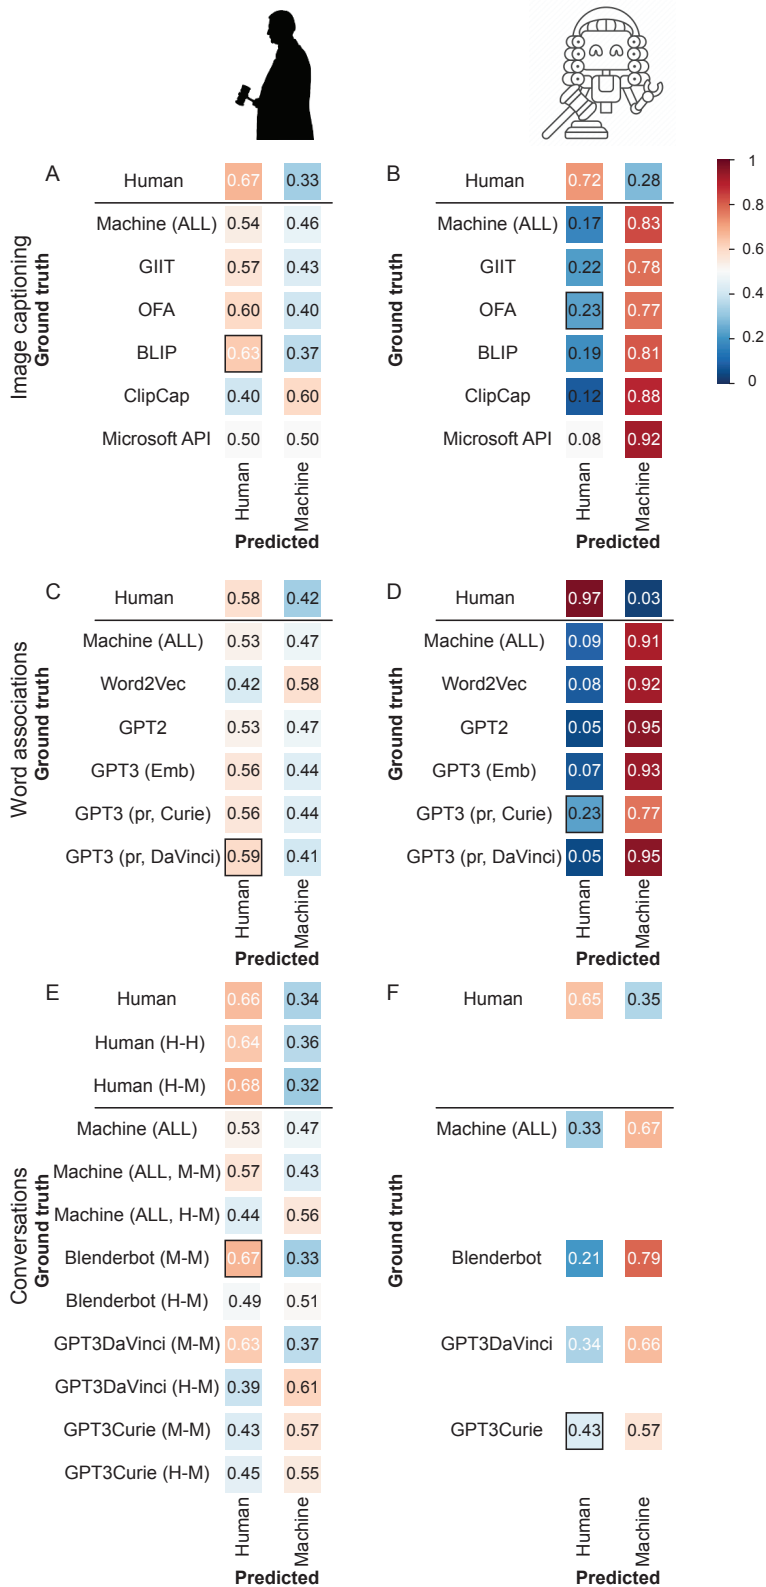 A
Human 0.67 0.33
Machine (ALL) 0.54 0.46
GIIT 0.57 0.43
OFA 0.60 0.40
BLIP 0.63 0.37
ClipCap 0.40 0.60
Microsoft API 0.50 0.50
Human Machine
Predicted
Image captioning
Ground truth
B
Human 0.72 0.28
Machine (ALL) 0.17 0.83
GIIT 0.22 0.78
OFA 0.23 0.77
BLIP 0.19 0.81
ClipCap 0.12 0.88
Microsoft API 0.08 0.92
Human Machine
Predicted
Ground truth
1
0.8
0.6
0.4
0.2
0
C
Human 0.58 0.42
Machine (ALL) 0.53 0.47
Word2Vec 0.42 0.58
GPT2 0.53 0.47
GPT3 (Emb) 0.56 0.44
GPT3 (pr, Curie) 0.56 0.44
GPT3 (pr, DaVinci) 0.59 0.41
Human Machine
Predicted
Word associations
Ground truth
D
Human 0.97 0.03
Machine (ALL) 0.09 0.91
Word2Vec 0.08 0.92
GPT2 0.05 0.95
GPT3 (Emb) 0.07 0.93
GPT3 (pr, Curie) 0.23 0.77
GPT3 (pr, DaVinci) 0.05 0.95
Human Machine
Predicted
Ground truth
E
Human 0.66 0.34
Human (H-H) 0.64 0.36
Human (H-M) 0.68 0.32
Machine (ALL) 0.53 0.47
Machine (ALL, M-M) 0.57 0.43
Machine (ALL, H-M) 0.44 0.56
Blenderbot (M-M) 0.67 0.33
Blenderbot (H-M) 0.49 0.51
GPT3DaVinci (M-M) 0.63 0.37
GPT3DaVinci (H-M) 0.39 0.61
GPT3Curie (M-M) 0.43 0.57
GPT3Curie (H-M) 0.45 0.55
Human Machine
Predicted
Conversations
Ground truth
F
Human 0.65 0.35
Machine (ALL) 0.33 0.67
Blenderbot 0.21 0.79
GPT3DaVinci 0.34 0.66
GPT3Curie 0.43 0.57
Human Machine
Predicted
Ground truth